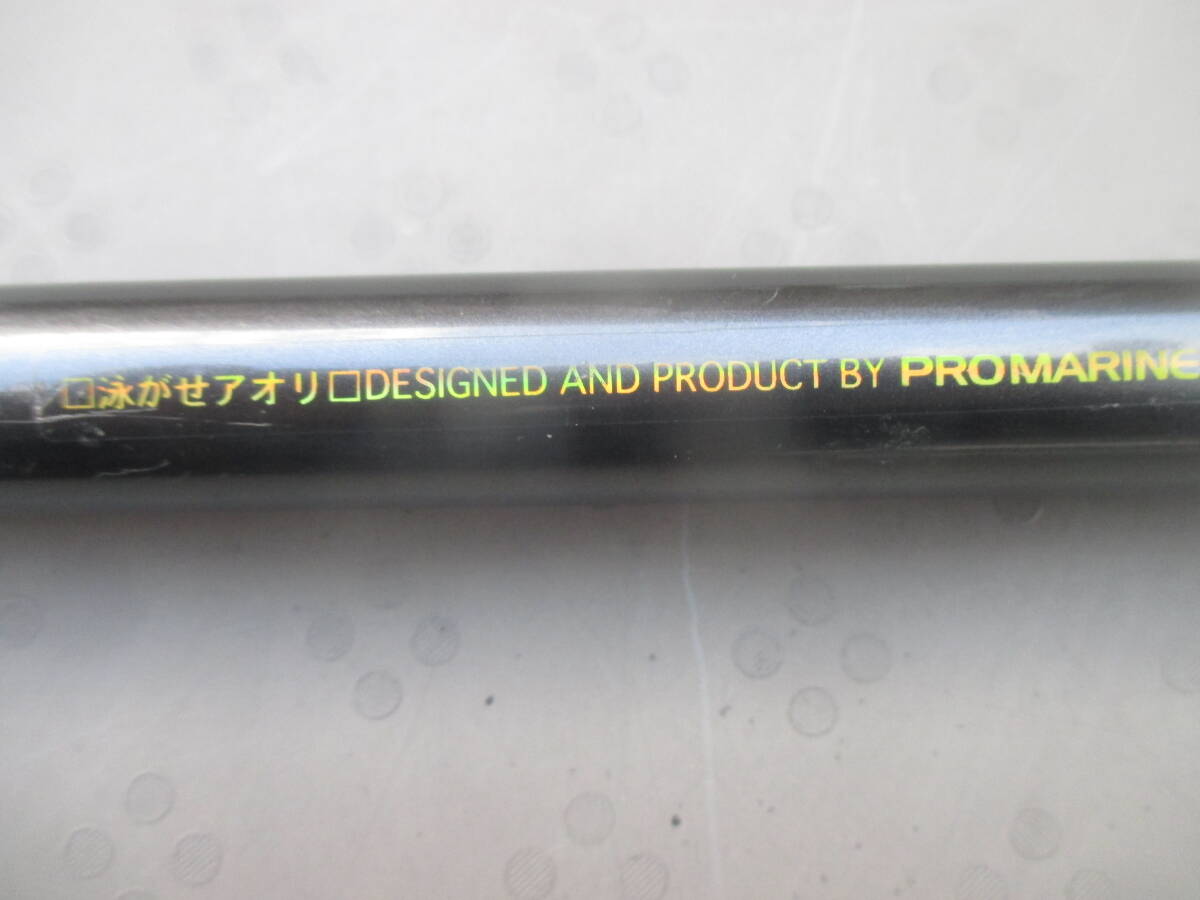 □泳がせアオリ□DESIGNED AND PRODUCT BY PROMARINE